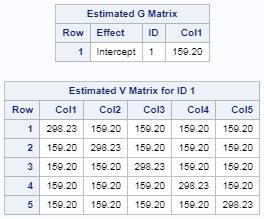 Estimated G Matrix
Row Effect ID Col1
1 Intercept 1 159.20
Estimated V Matrix for ID 1
Row Col1 Col2 Col3 Col4 Col5
1 298.23 159.20 159.20 159.20 159.20
2 159.20 298.23 159.20 159.20 159.20
3 159.20 159.20 298.23 159.20 159.20
4 159.20 159.20 159.20 298.23 159.20
5 159.20 159.20 159.20 159.20 298.23